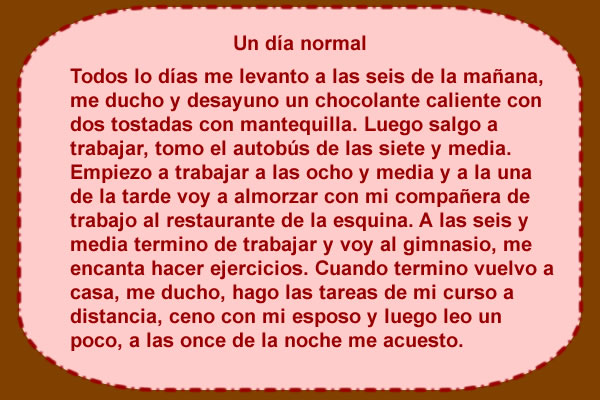 Un día normal
Todos lo días me levanto a las seis de la mañana,
me ducho y desayuno un chocolante caliente con
dos tostadas con mantequilla. Luego salgo a
trabajar, tomo el autobús de las siete y media.
Empiezo a trabajar a las ocho y media y a la una
de la tarde voy a almorzar con mi compañera de
trabajo al restaurante de la esquina. A las seis y
media termino de trabajar y voy al gimnasio, me
encanta hacer ejercicios. Cuando termino vuelvo a
casa, me ducho, hago las tareas de mi curso a
distancia, ceno con mi esposo y luego leo un
poco, a las once de la noche me acuesto.